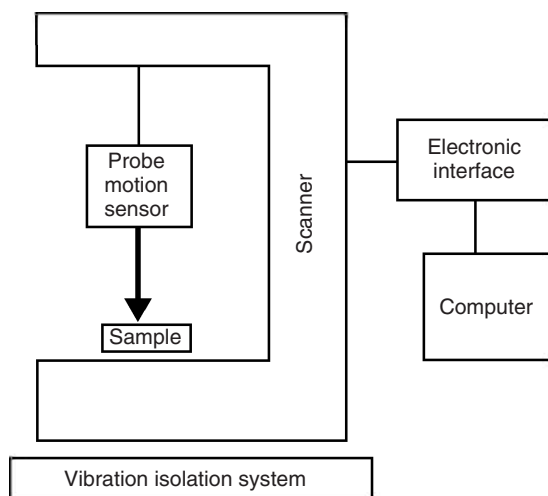 Probe
motion
sensor
Sample
Scanner
Electronic
interface
Computer
Vibration isolation system